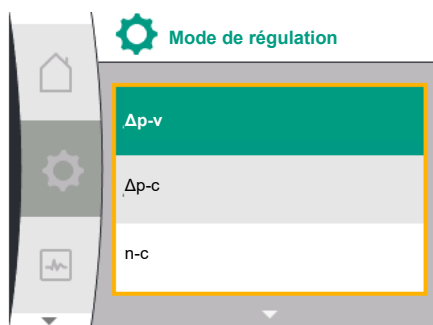 Mode de régulation
Δp-v
Δp-c
n-c